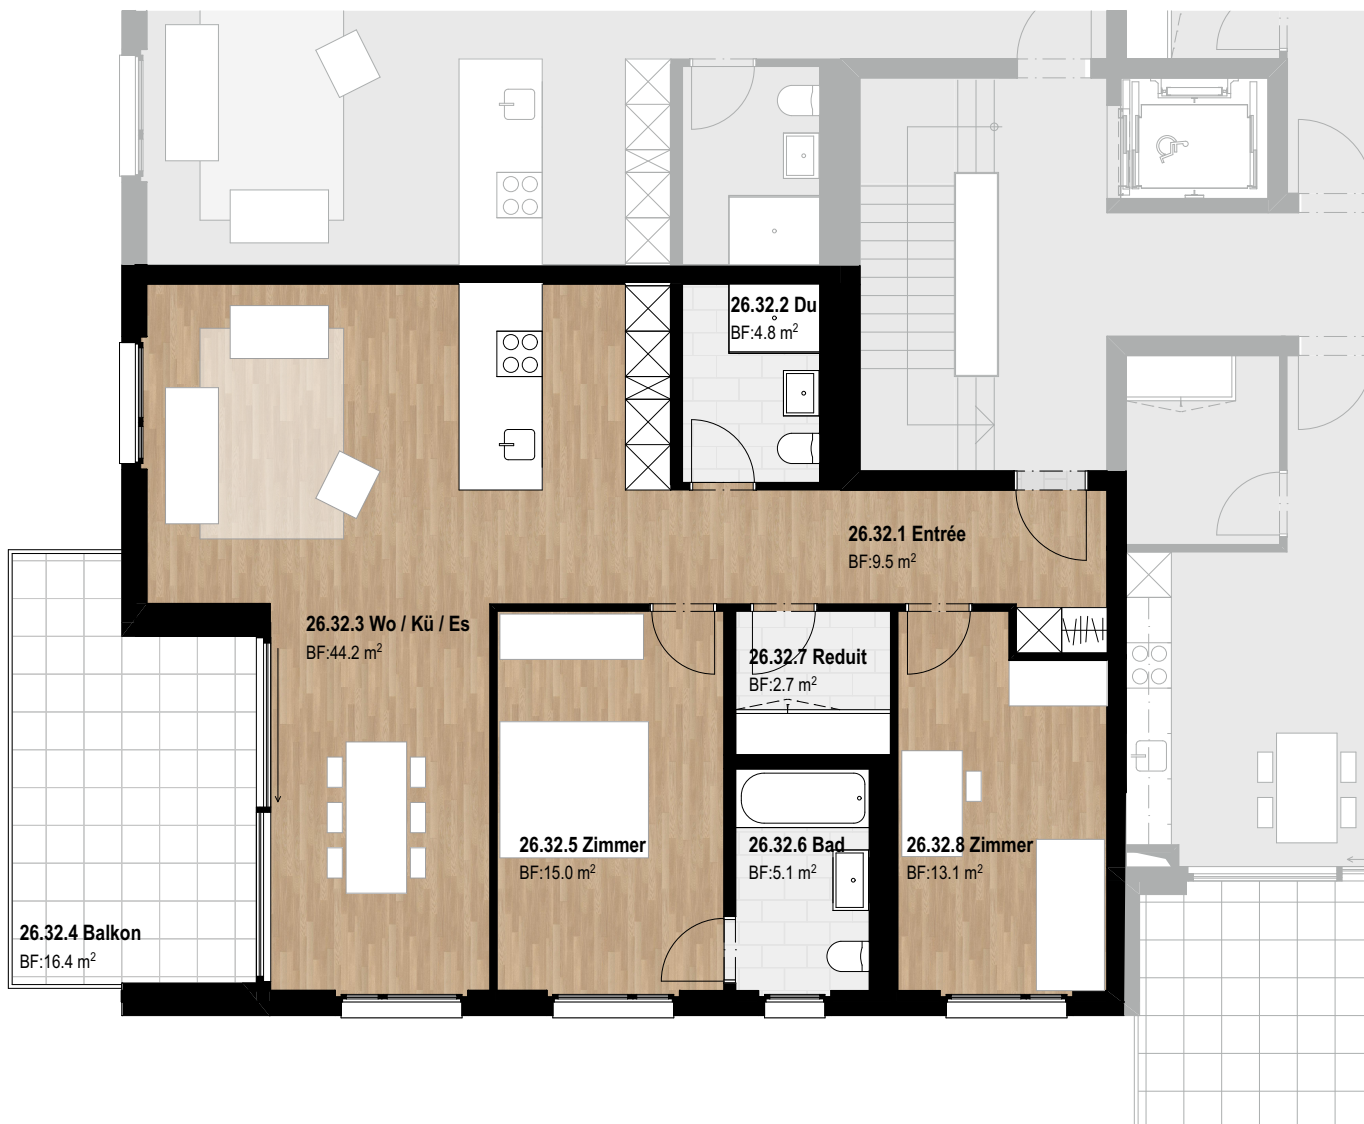 26.32.2 Du
BF:4.8 m²
26.32.1 Entrée
BF:9.5 m²
26.32.3 Wo / Kü / Es
BF:44.2 m²
26.32.7 Reduit
BF:2.7 m²
26.32.5 Zimmer
BF:15.0 m²
26.32.6 Bad
BF:5.1 m²
26.32.8 Zimmer
BF:13.1 m²
26.32.4 Balkon
BF:16.4 m²